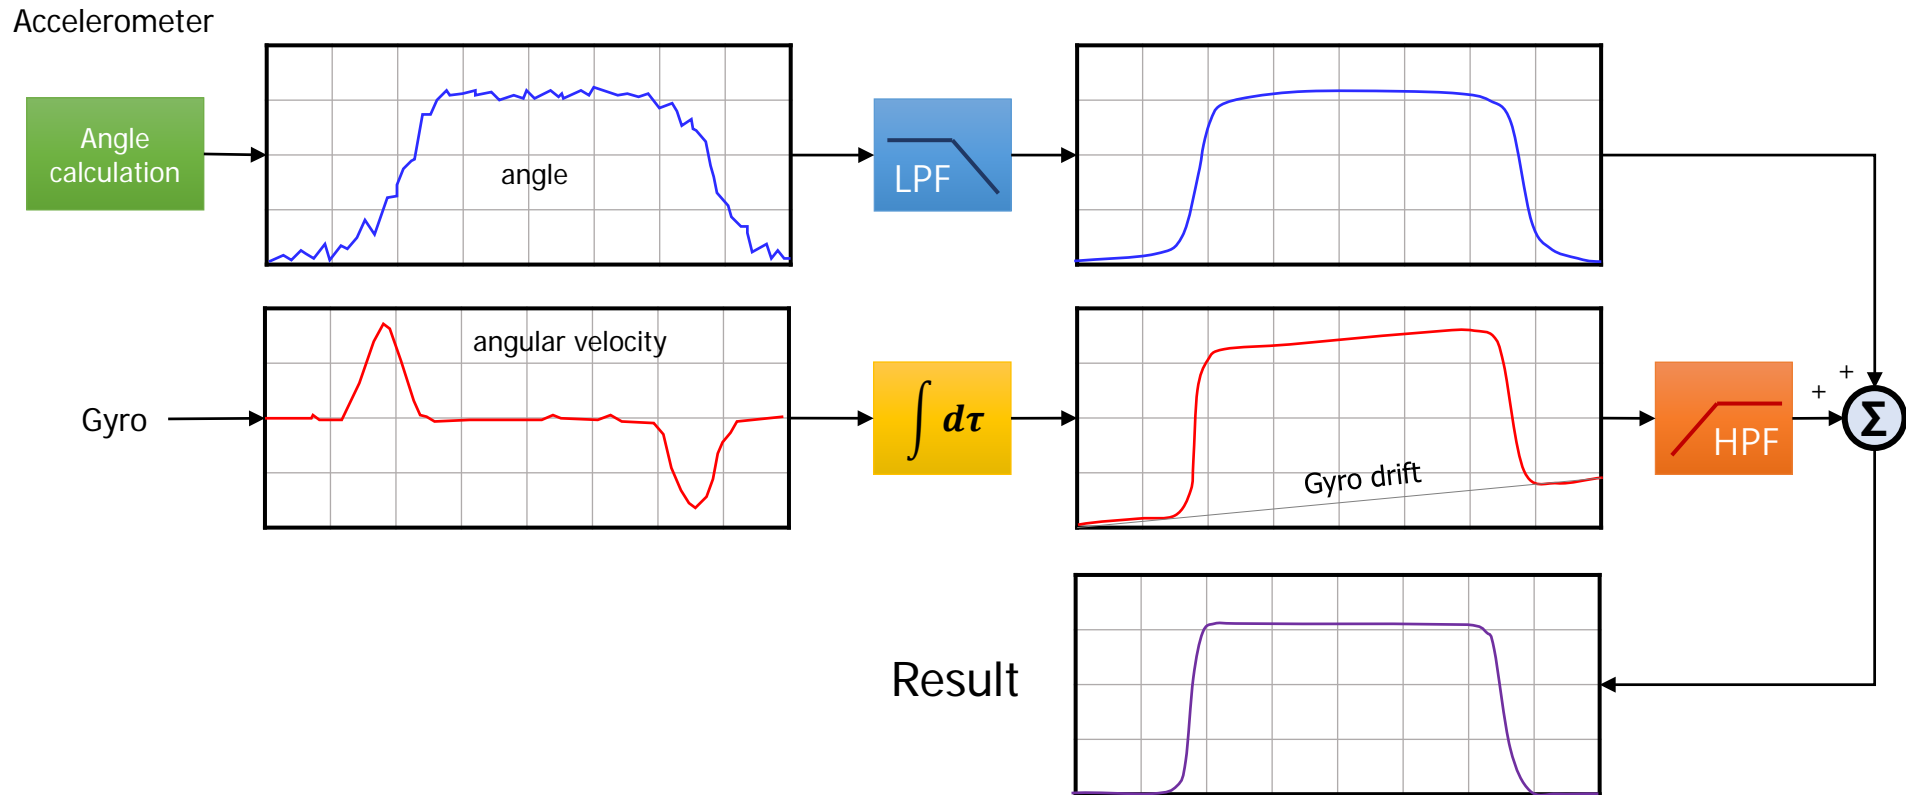 Accelerometer
Angle
calculation
angle
LPF
Gyro
angular velocity
∫ dτ
Gyro drift
HPF
+
+
Σ
Result